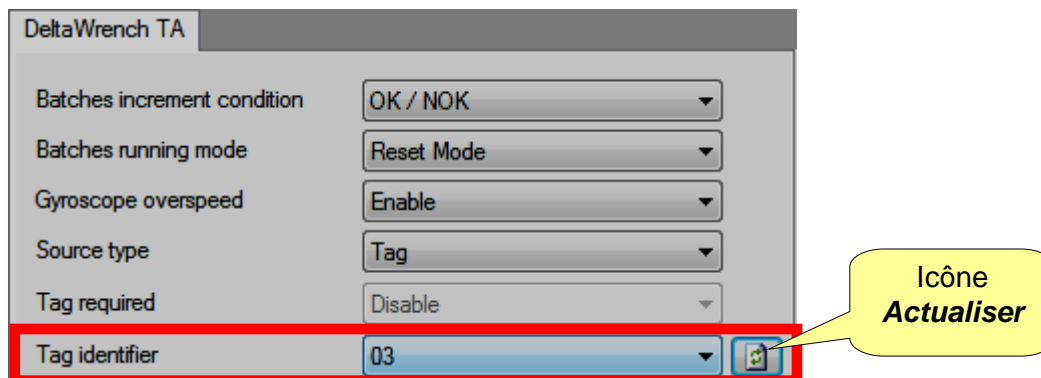 DeltaWrench TA
Batches increment condition OK / NOK
Batches running mode Reset Mode
Gyroscope overspeed Enable
Source type Tag
Tag required Disable
Tag identifier 03
Icône
Actualiser